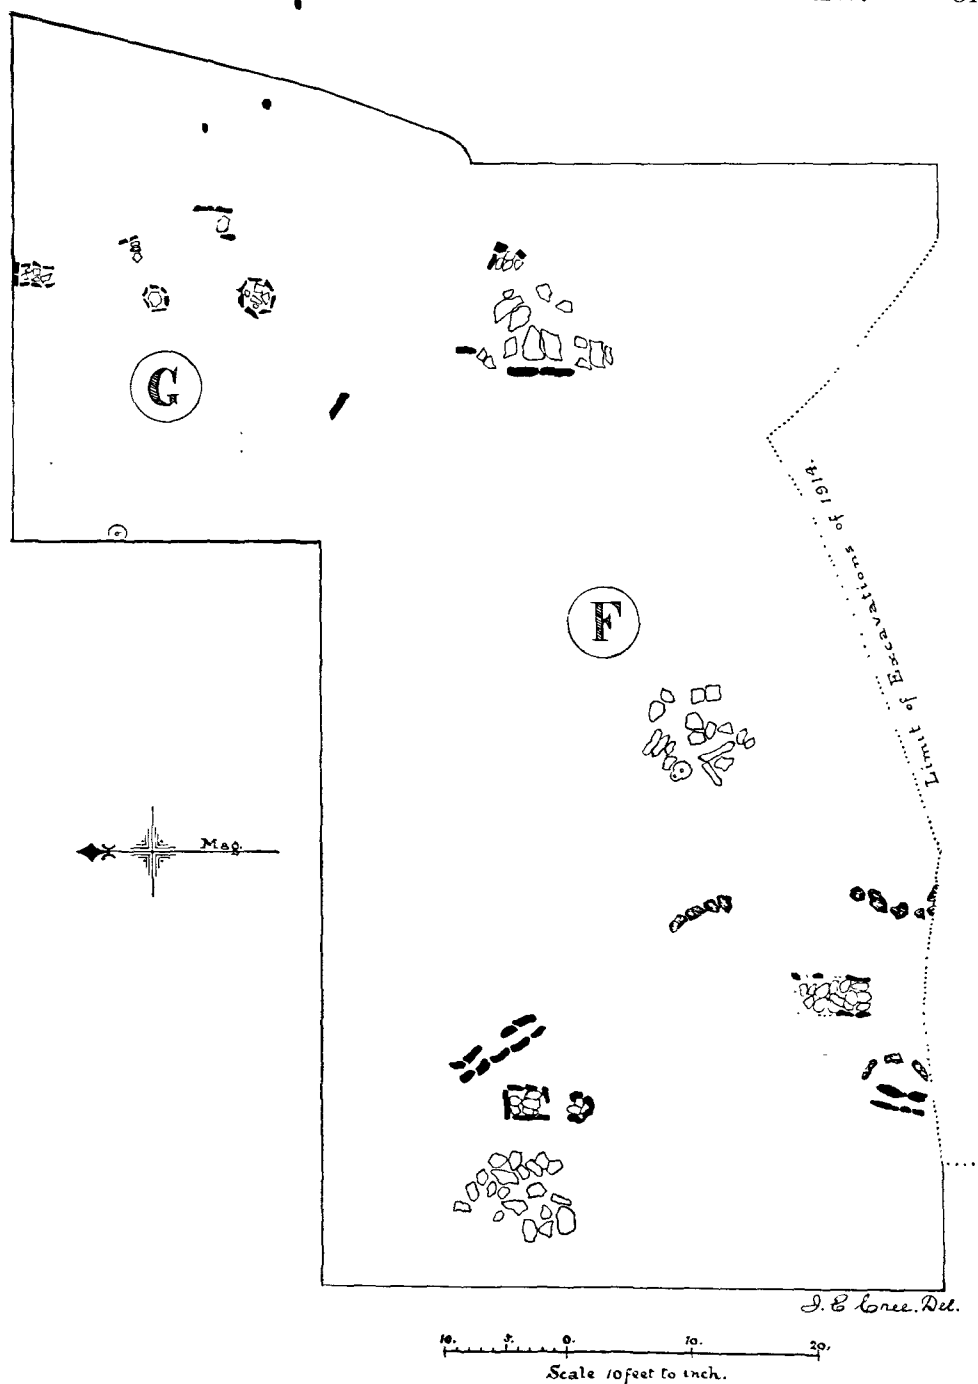 G
F
Limit of Excavations of 1914.
Mag.
J. E Cree. Del.
10. 5. 0. 10. 20.
Scale 10 feet to inch.